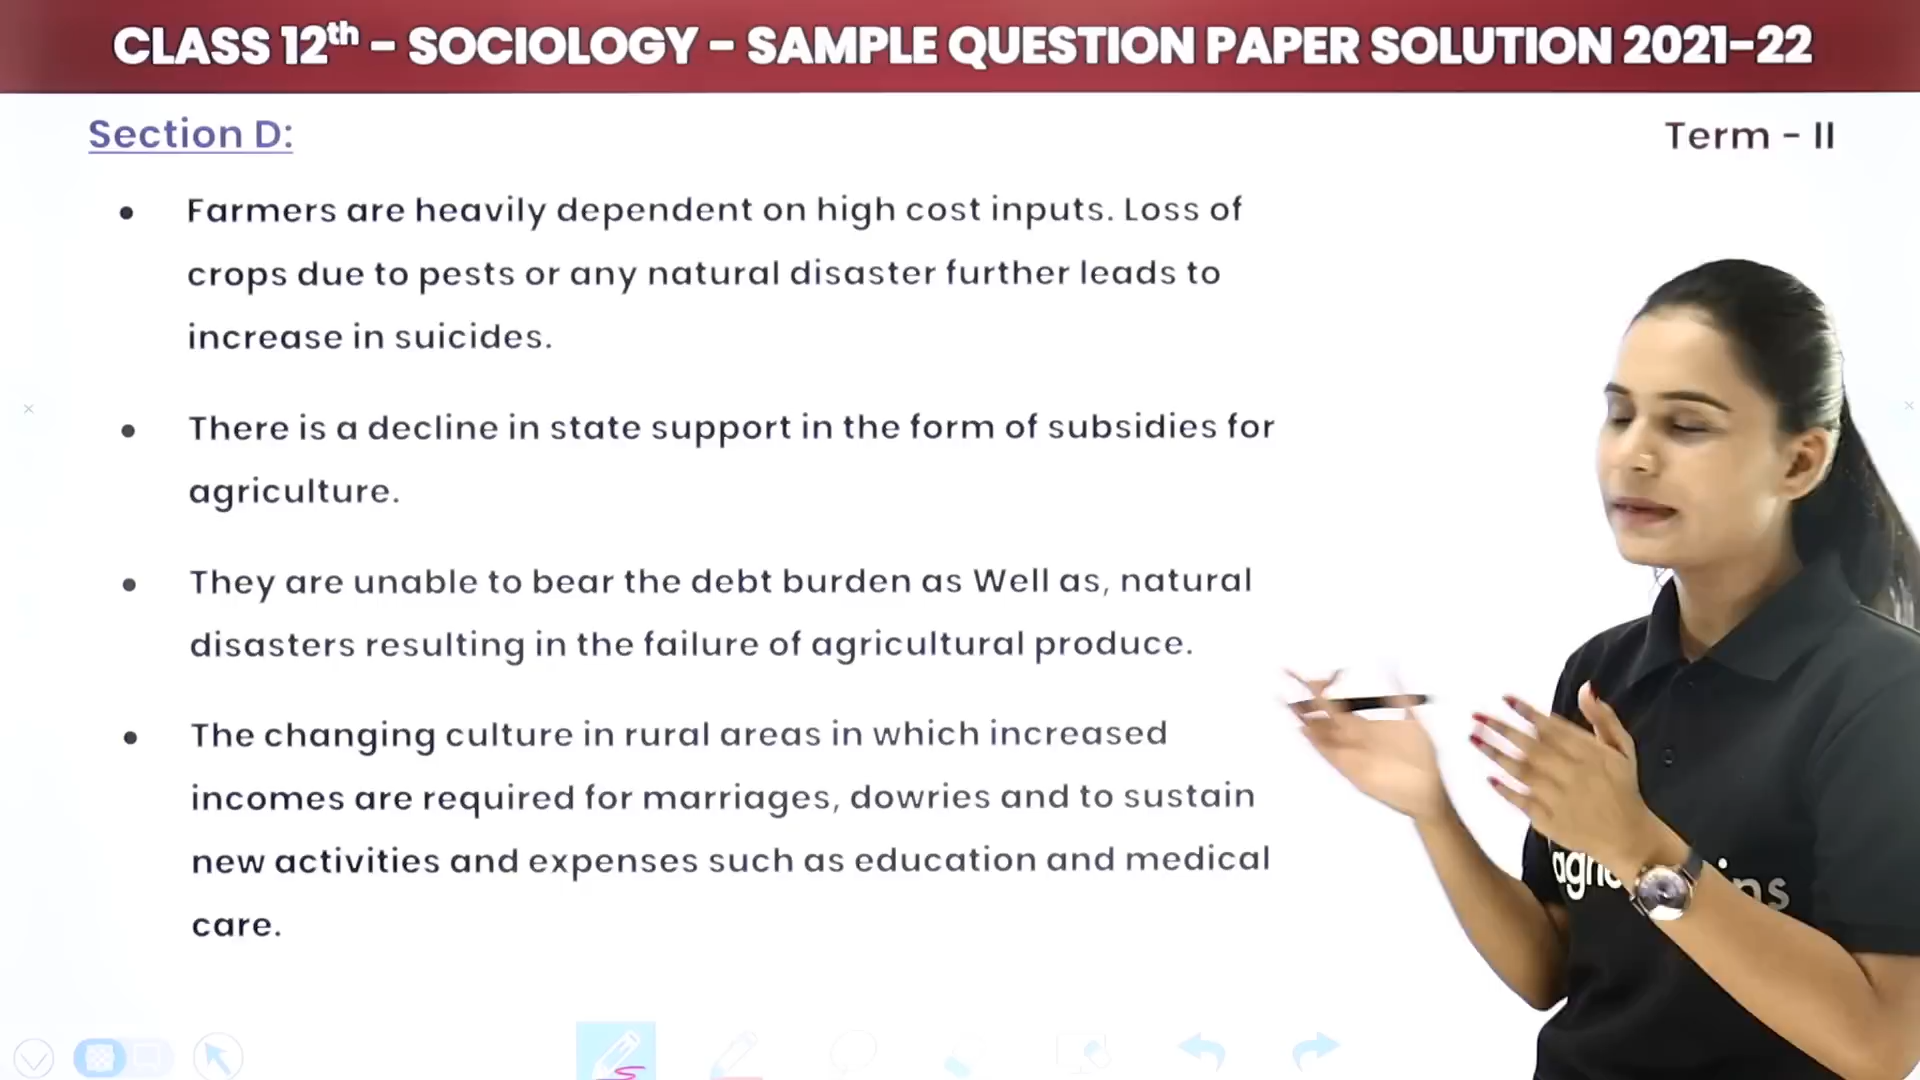 CLASS 12th - SOCIOLOGY - SAMPLE QUESTION PAPER SOLUTION 2021-22
Section D:
Term - II
• Farmers are heavily dependent on high cost inputs. Loss of
crops due to pests or any natural disaster further leads to
increase in suicides.
• There is a decline in state support in the form of subsidies for
agriculture.
• They are unable to bear the debt burden as Well as, natural
disasters resulting in the failure of agricultural produce.
• The changing culture in rural areas in which increased
incomes are required for marriages, dowries and to sustain
new activities and expenses such as education and medical
care.